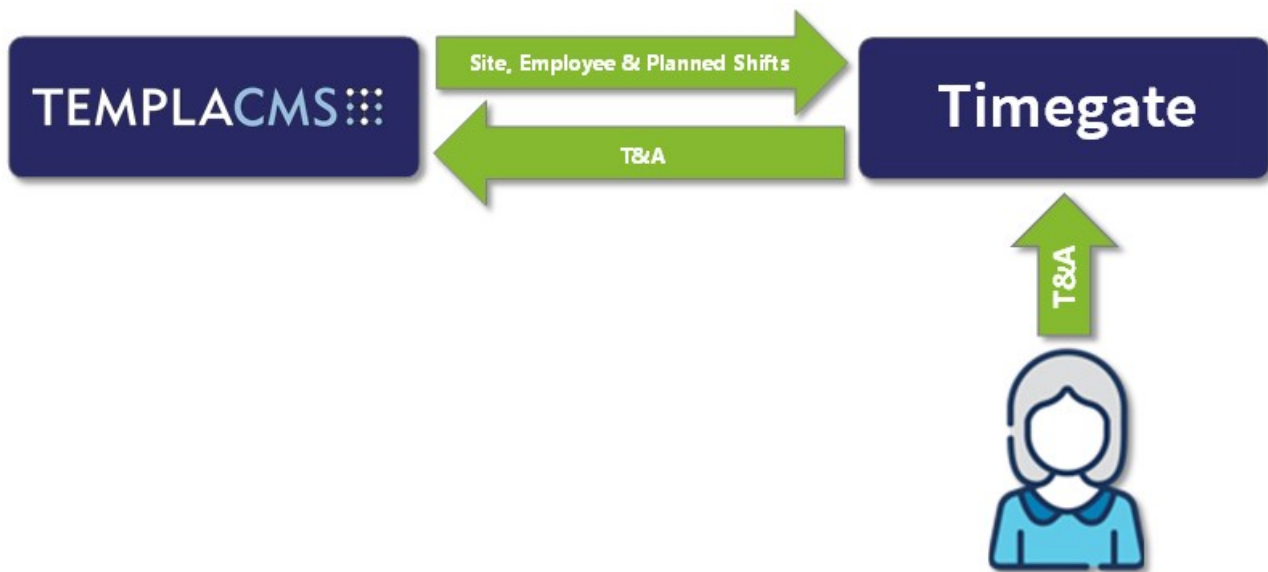 TEMPLACMS
Site, Employee & Planned Shifts
T&A
Timegate
T&A